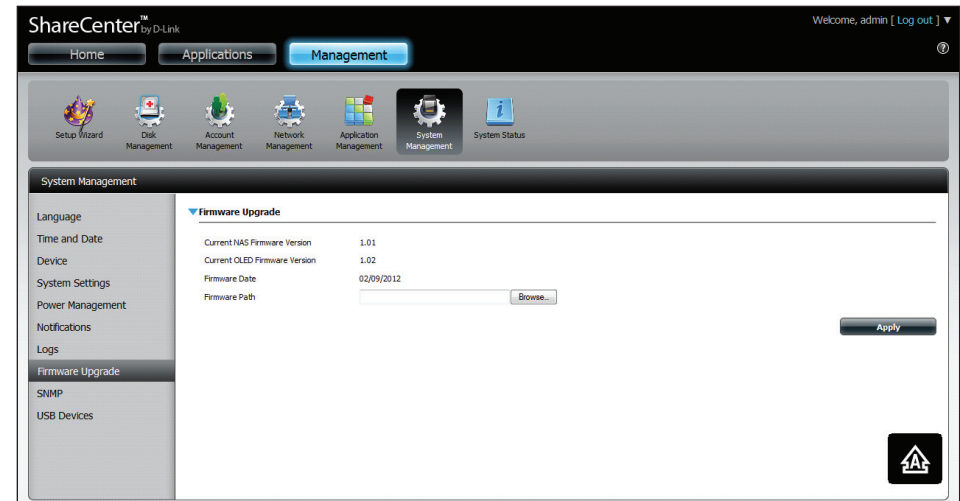 ShareCenter™ by D-Link
Welcome, admin [ Log out ] ▼
Home
Applications
Management
?
Setup Wizard
Disk Management
Account Management
Network Management
Application Management
System Management
System Status
System Management
Language
Time and Date
Device
System Settings
Power Management
Notifications
Logs
Firmware Upgrade
SNMP
USB Devices
Firmware Upgrade
Current NAS Firmware Version 1.01
Current OLED Firmware Version 1.02
Firmware Date 02/09/2012
Firmware Path Browse...
Apply
A